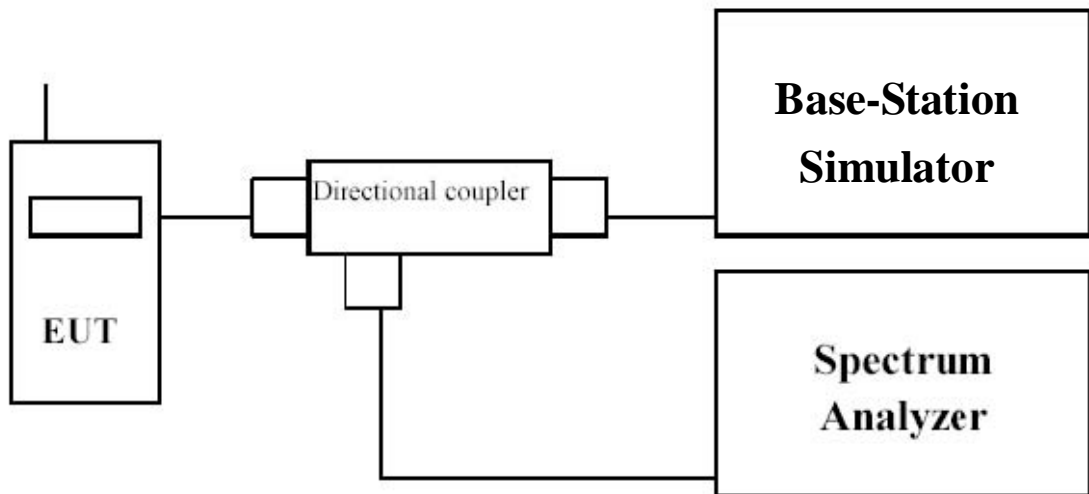 Base-Station
Simulator
Directional coupler
EUT
Spectrum
Analyzer